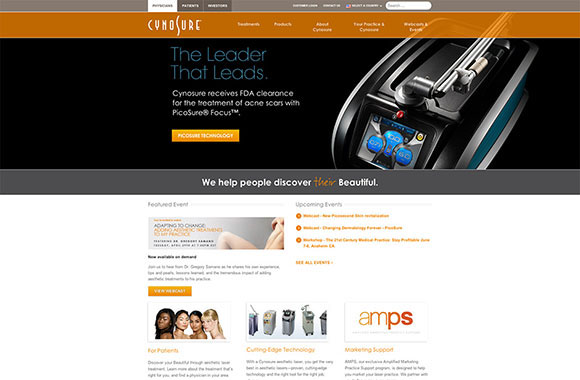 PHYSICIANS PATIENTS INVESTORS
CUSTOMER LOGIN CONTACT US SELECT A COUNTRY
Search...
CYNOSURE
Treatments Products About Cynosure Your Practice & Cynosure Webcasts & Events
The Leader
That Leads.
Cynosure receives FDA clearance
for the treatment of acne scars with
PicoSure® Focus™.
PICOSURE TECHNOLOGY
We help people discover their Beautiful.
Featured Event
ADAPTING TO CHANGE:
ADDING AESTHETIC TREATMENTS
TO MY PRACTICE
FEATURING DR. GREGORY SAMANO
Now available on demand
Join us to hear from Dr. Gregory Samano as he shares his own experience,
tips and pearls, lessons learned, and the tremendous impact of adding
aesthetic treatments to his practice.
VIEW WEBCAST
Upcoming Events
Webcast - New Picosecond Skin revitalization
Webcast - Changing Dermatology Forever - PicoSure
Workshop - The 21st Century Medical Practice: Stay Profitable June
7-8, Anaheim CA.
SEE ALL EVENTS
For Patients
Discover your Beautiful through aesthetic laser
treatment. Learn more about the treatment that's
right for you, and find a physician in your area.
Cutting-Edge Technology
With a Cynosure aesthetic laser, you get the very
best in aesthetic lasers—power, cutting-edge
technology and the right tool for the right job.
amps
Marketing Support
AMPS, our exclusive Amplified Marketing
Practice Support program, is designed to help
you market your practice. We partner with